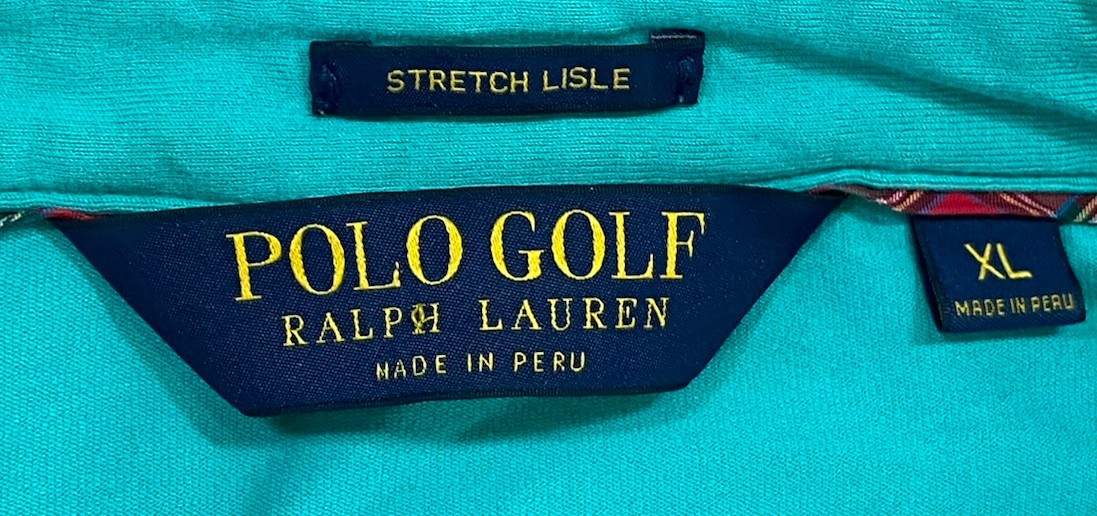 STRETCH LISLE
POLO GOLF
RALPH LAUREN
MADE IN PERU
XL
MADE IN PERU